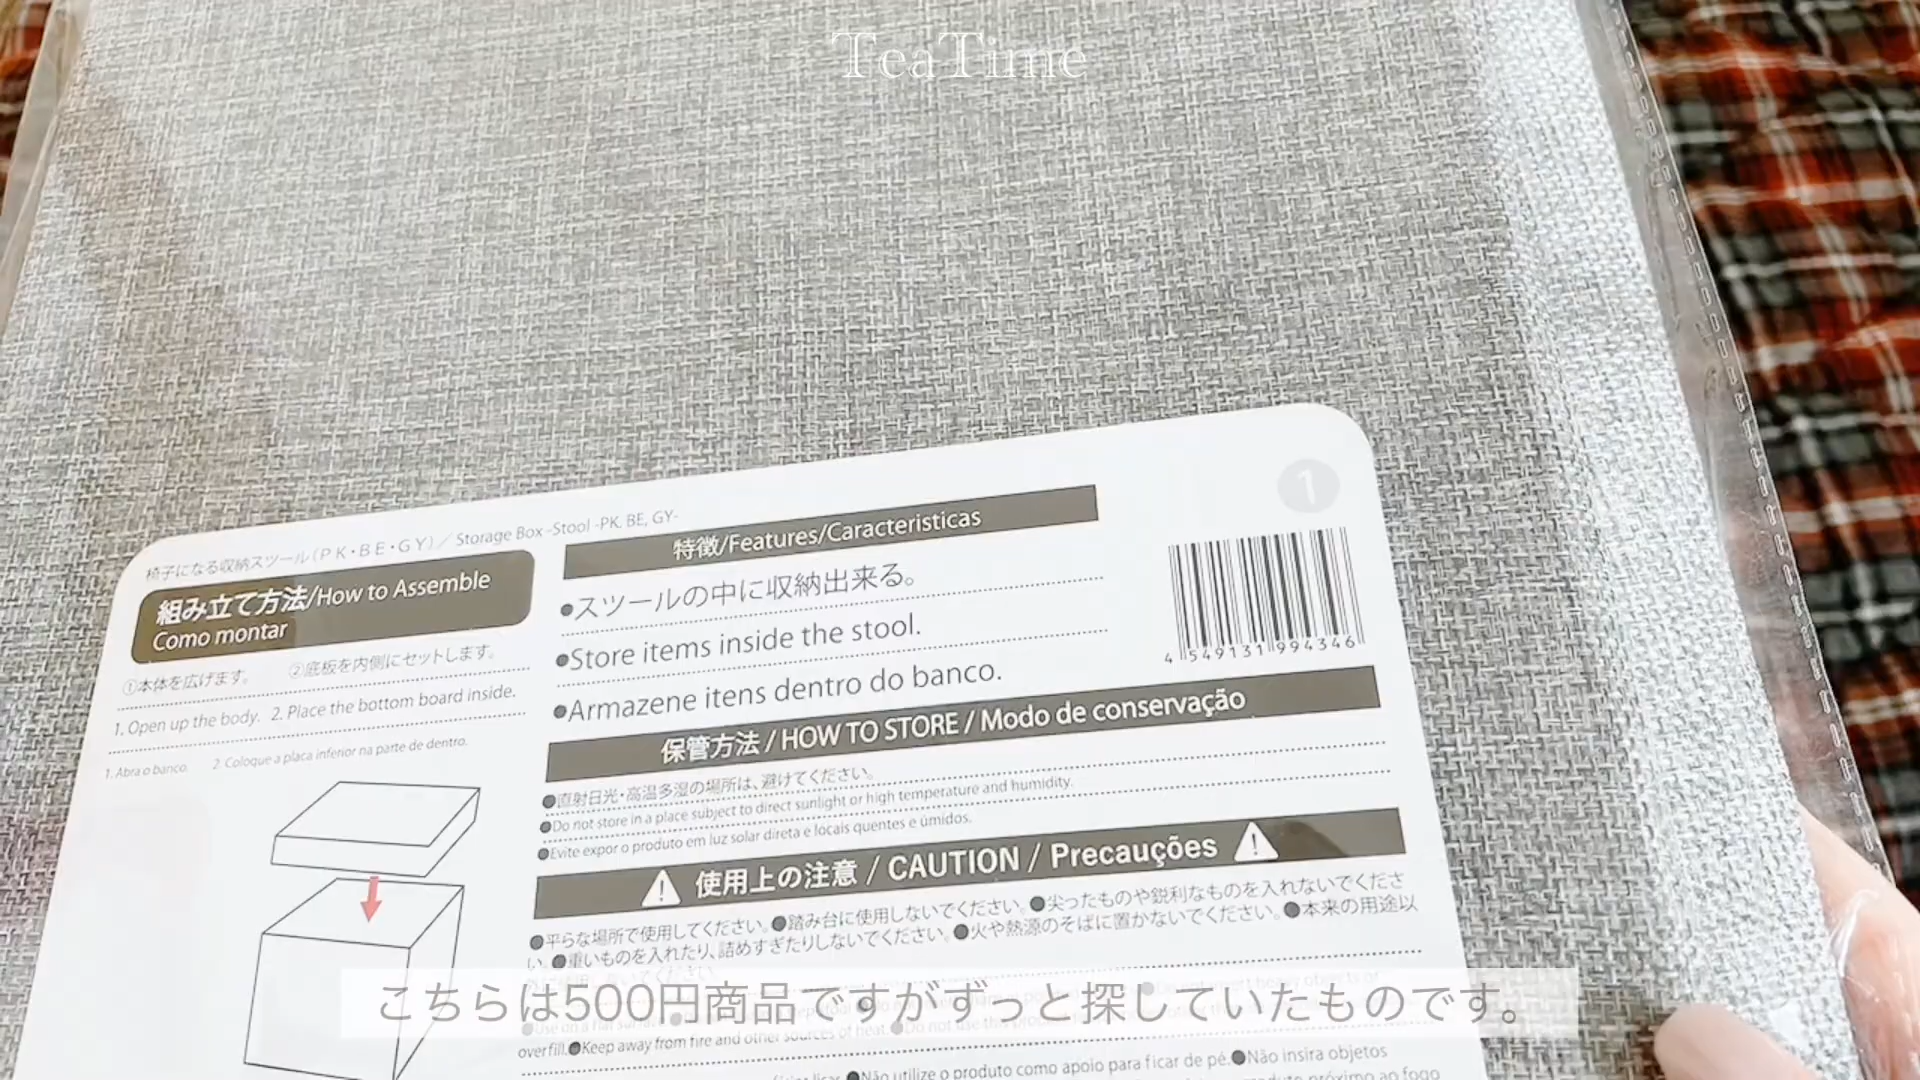 TeaTime
椅子になる収納スツール(PK・BE・GY)／Storage Box -Stool -PK, BE, GY-
組み立て方法/How to Assemble
Como montar
①本体を広げます。 ②底板を内側にセットします。
1. Open up the body. 2. Place the bottom board inside.
1. Abra o banco. 2. Coloque a placa inferior na parte de dentro.
特徴/Features/Caracteristicas
●スツールの中に収納出来る。
●Store items inside the stool.
●Armazene itens dentro do banco.
1
4 549131 994346
保管方法 / HOW TO STORE / Modo de conservação
●直射日光・高温多湿の場所は、避けてください。
●Do not store in a place subject to direct sunlight or high temperature and humidity.
●Evite expor o produto em luz solar direta e locais quentes e úmidos.
使用上の注意 / CAUTION / Precauções
●平らな場所で使用してください。●踏み台に使用しないでください。●尖ったものや鋭利なものを入れないでくださ
い。●重いものを入れたり、詰めすぎたりしないでください。●火や熱源のそばに置かないでください。●本来の用途以
こちらは500円商品ですがずっと探していたものです。
●Use on a flat surface.
overfill.●Keep away from fire and other sources of heat. ●Do not use this
●Não utilize o produto como apoio para ficar de pé.●Não insira objetos